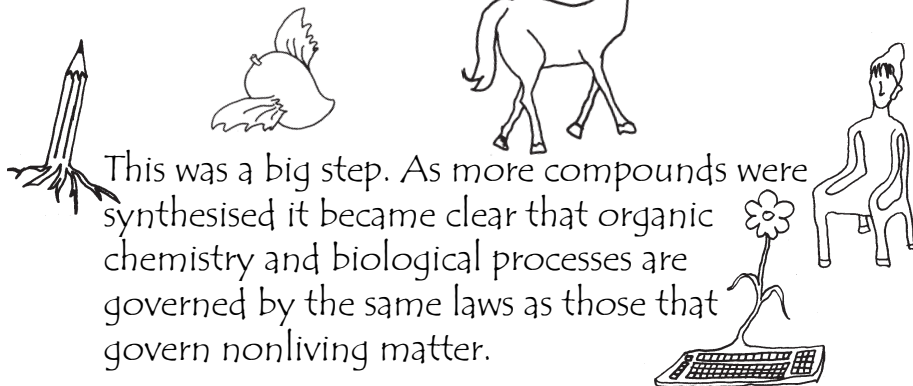 This was a big step. As more compounds were
synthesised it became clear that organic
chemistry and biological processes are
governed by the same laws as those that
govern nonliving matter.